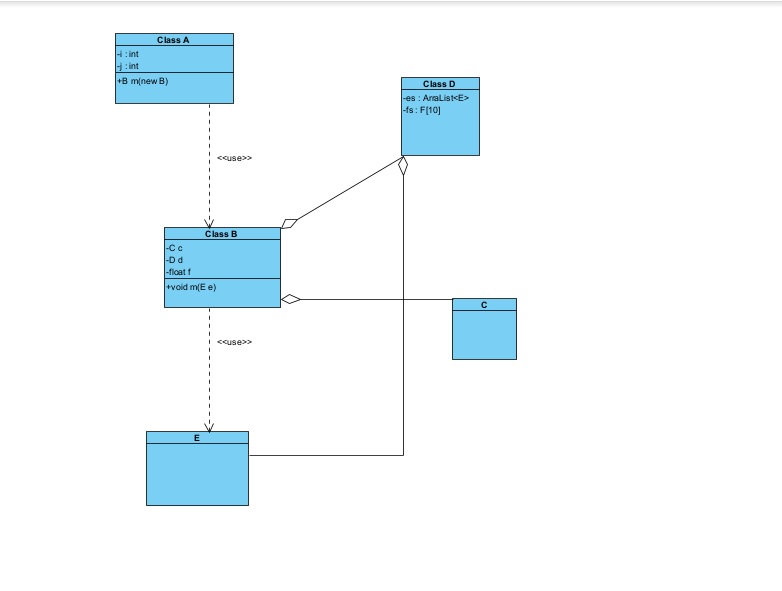 Class A
-i : int
-j : int
+B m(new B)
Class D
-es : ArraList<E>
-fs : F[10]
<<use>>
Class B
-C c
-D d
-float f
+void m(E e)
C
<<use>>
E